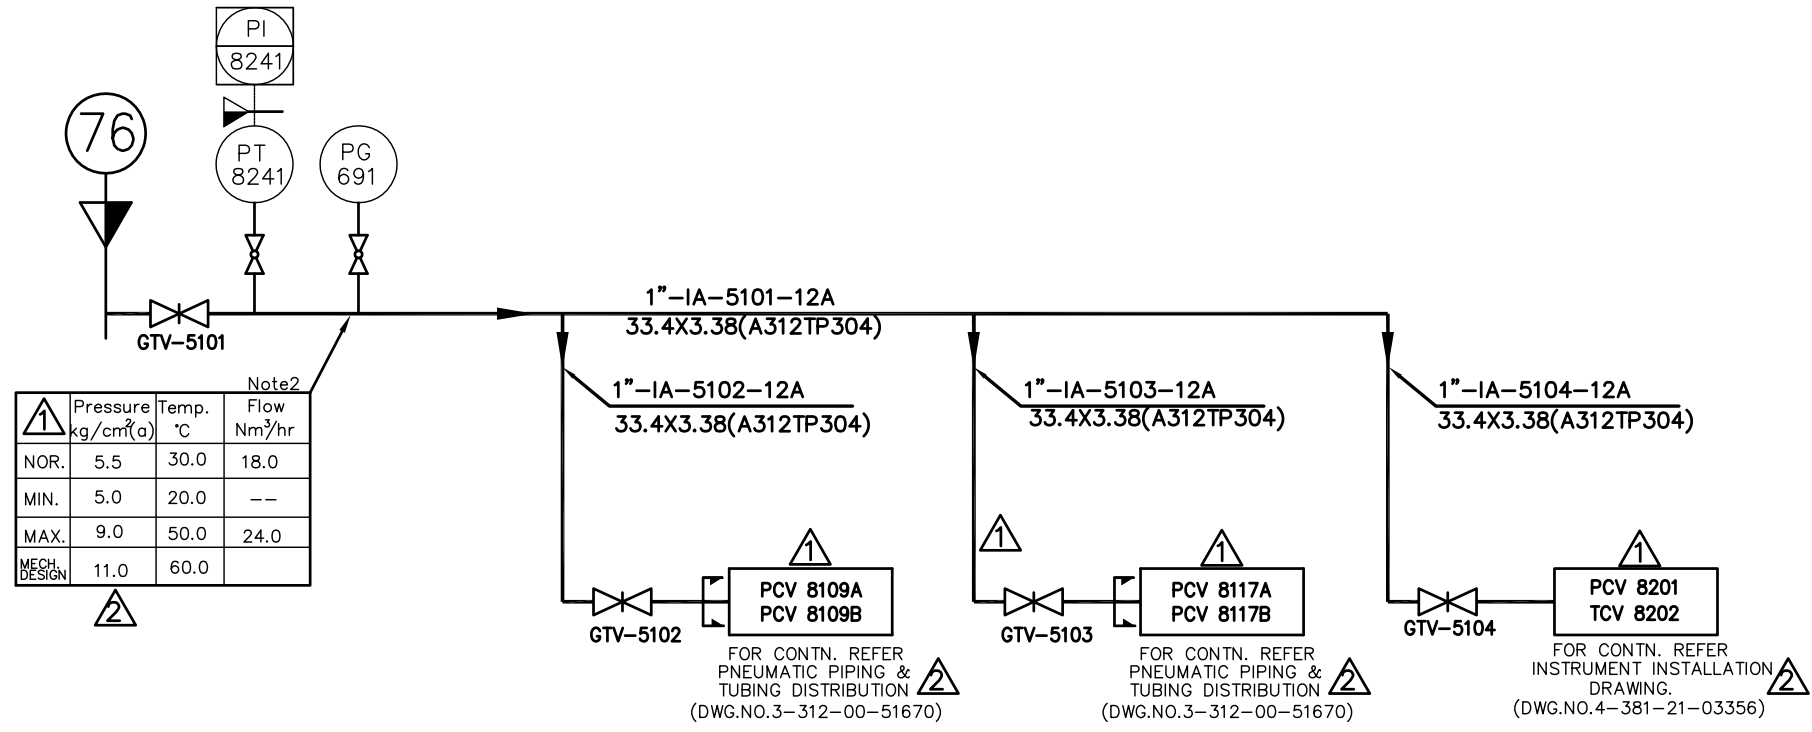 PI
8241
76
PT
8241
PG
691
GTV-5101
1"-IA-5101-12A
33.4X3.38(A312TP304)
Note2
1 Pressure kg/cm²(a) Temp. °C Flow Nm³/hr
NOR. 5.5 30.0 18.0
MIN. 5.0 20.0 --
MAX. 9.0 50.0 24.0
MECH. DESIGN 11.0 60.0
2
1"-IA-5102-12A
33.4X3.38(A312TP304)
1"-IA-5103-12A
33.4X3.38(A312TP304)
1"-IA-5104-12A
33.4X3.38(A312TP304)
1
PCV 8109A
PCV 8109B
GTV-5102
FOR CONTN. REFER
PNEUMATIC PIPING &
TUBING DISTRIBUTION
2
(DWG.NO.3-312-00-51670)
1
1
PCV 8117A
PCV 8117B
GTV-5103
FOR CONTN. REFER
PNEUMATIC PIPING &
TUBING DISTRIBUTION
2
(DWG.NO.3-312-00-51670)
1
PCV 8201
TCV 8202
GTV-5104
FOR CONTN. REFER
INSTRUMENT INSTALLATION
DRAWING.
2
(DWG.NO.4-381-21-03356)